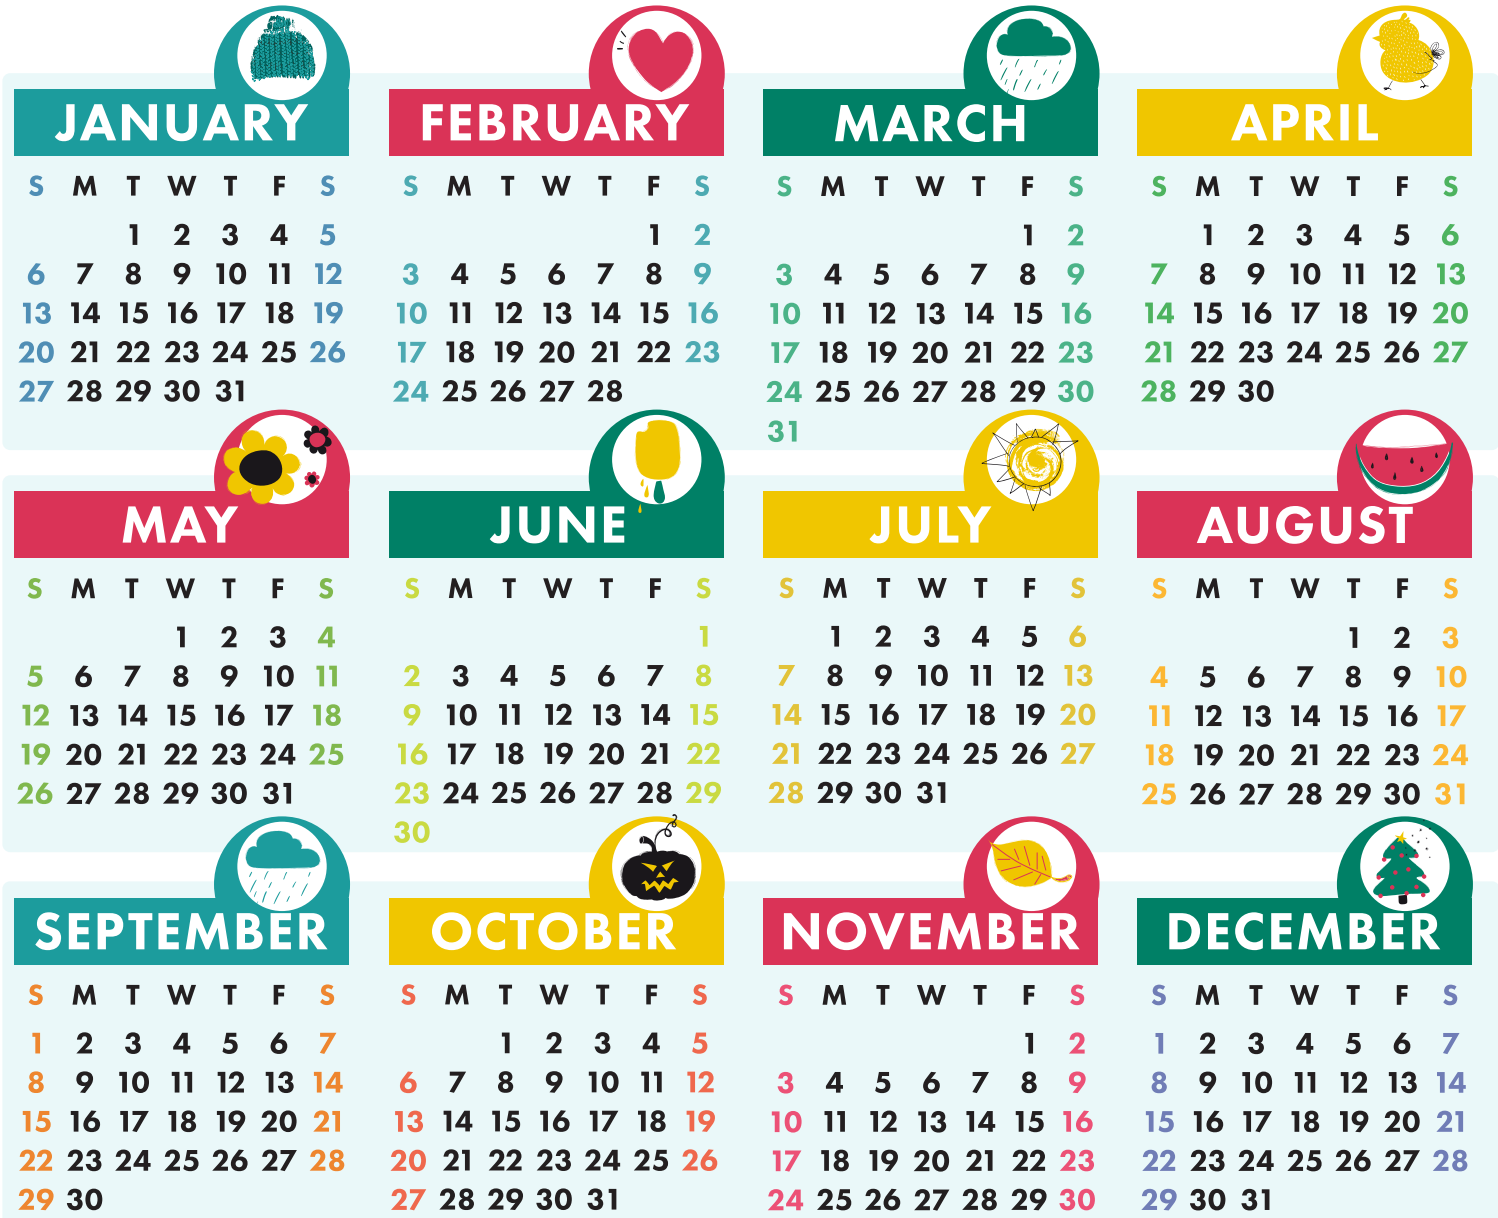 JANUARY
S M T W T F S
1 2 3 4 5
6 7 8 9 10 11 12
13 14 15 16 17 18 19
20 21 22 23 24 25 26
27 28 29 30 31
FEBRUARY
S M T W T F S
1 2
3 4 5 6 7 8 9
10 11 12 13 14 15 16
17 18 19 20 21 22 23
24 25 26 27 28
MARCH
S M T W T F S
1 2
3 4 5 6 7 8 9
10 11 12 13 14 15 16
17 18 19 20 21 22 23
24 25 26 27 28 29 30
31
APRIL
S M T W T F S
1 2 3 4 5 6
7 8 9 10 11 12 13
14 15 16 17 18 19 20
21 22 23 24 25 26 27
28 29 30
MAY
S M T W T F S
1 2 3 4
5 6 7 8 9 10 11
12 13 14 15 16 17 18
19 20 21 22 23 24 25
26 27 28 29 30 31
JUNE
S M T W T F S
1
2 3 4 5 6 7 8
9 10 11 12 13 14 15
16 17 18 19 20 21 22
23 24 25 26 27 28 29
30
JULY
S M T W T F S
1 2 3 4 5 6
7 8 9 10 11 12 13
14 15 16 17 18 19 20
21 22 23 24 25 26 27
28 29 30 31
AUGUST
S M T W T F S
1 2 3
4 5 6 7 8 9 10
11 12 13 14 15 16 17
18 19 20 21 22 23 24
25 26 27 28 29 30 31
SEPTEMBER
S M T W T F S
1 2 3 4 5 6 7
8 9 10 11 12 13 14
15 16 17 18 19 20 21
22 23 24 25 26 27 28
29 30
OCTOBER
S M T W T F S
1 2 3 4 5
6 7 8 9 10 11 12
13 14 15 16 17 18 19
20 21 22 23 24 25 26
27 28 29 30 31
NOVEMBER
S M T W T F S
1 2
3 4 5 6 7 8 9
10 11 12 13 14 15 16
17 18 19 20 21 22 23
24 25 26 27 28 29 30
DECEMBER
S M T W T F S
1 2 3 4 5 6 7
8 9 10 11 12 13 14
15 16 17 18 19 20 21
22 23 24 25 26 27 28
29 30 31